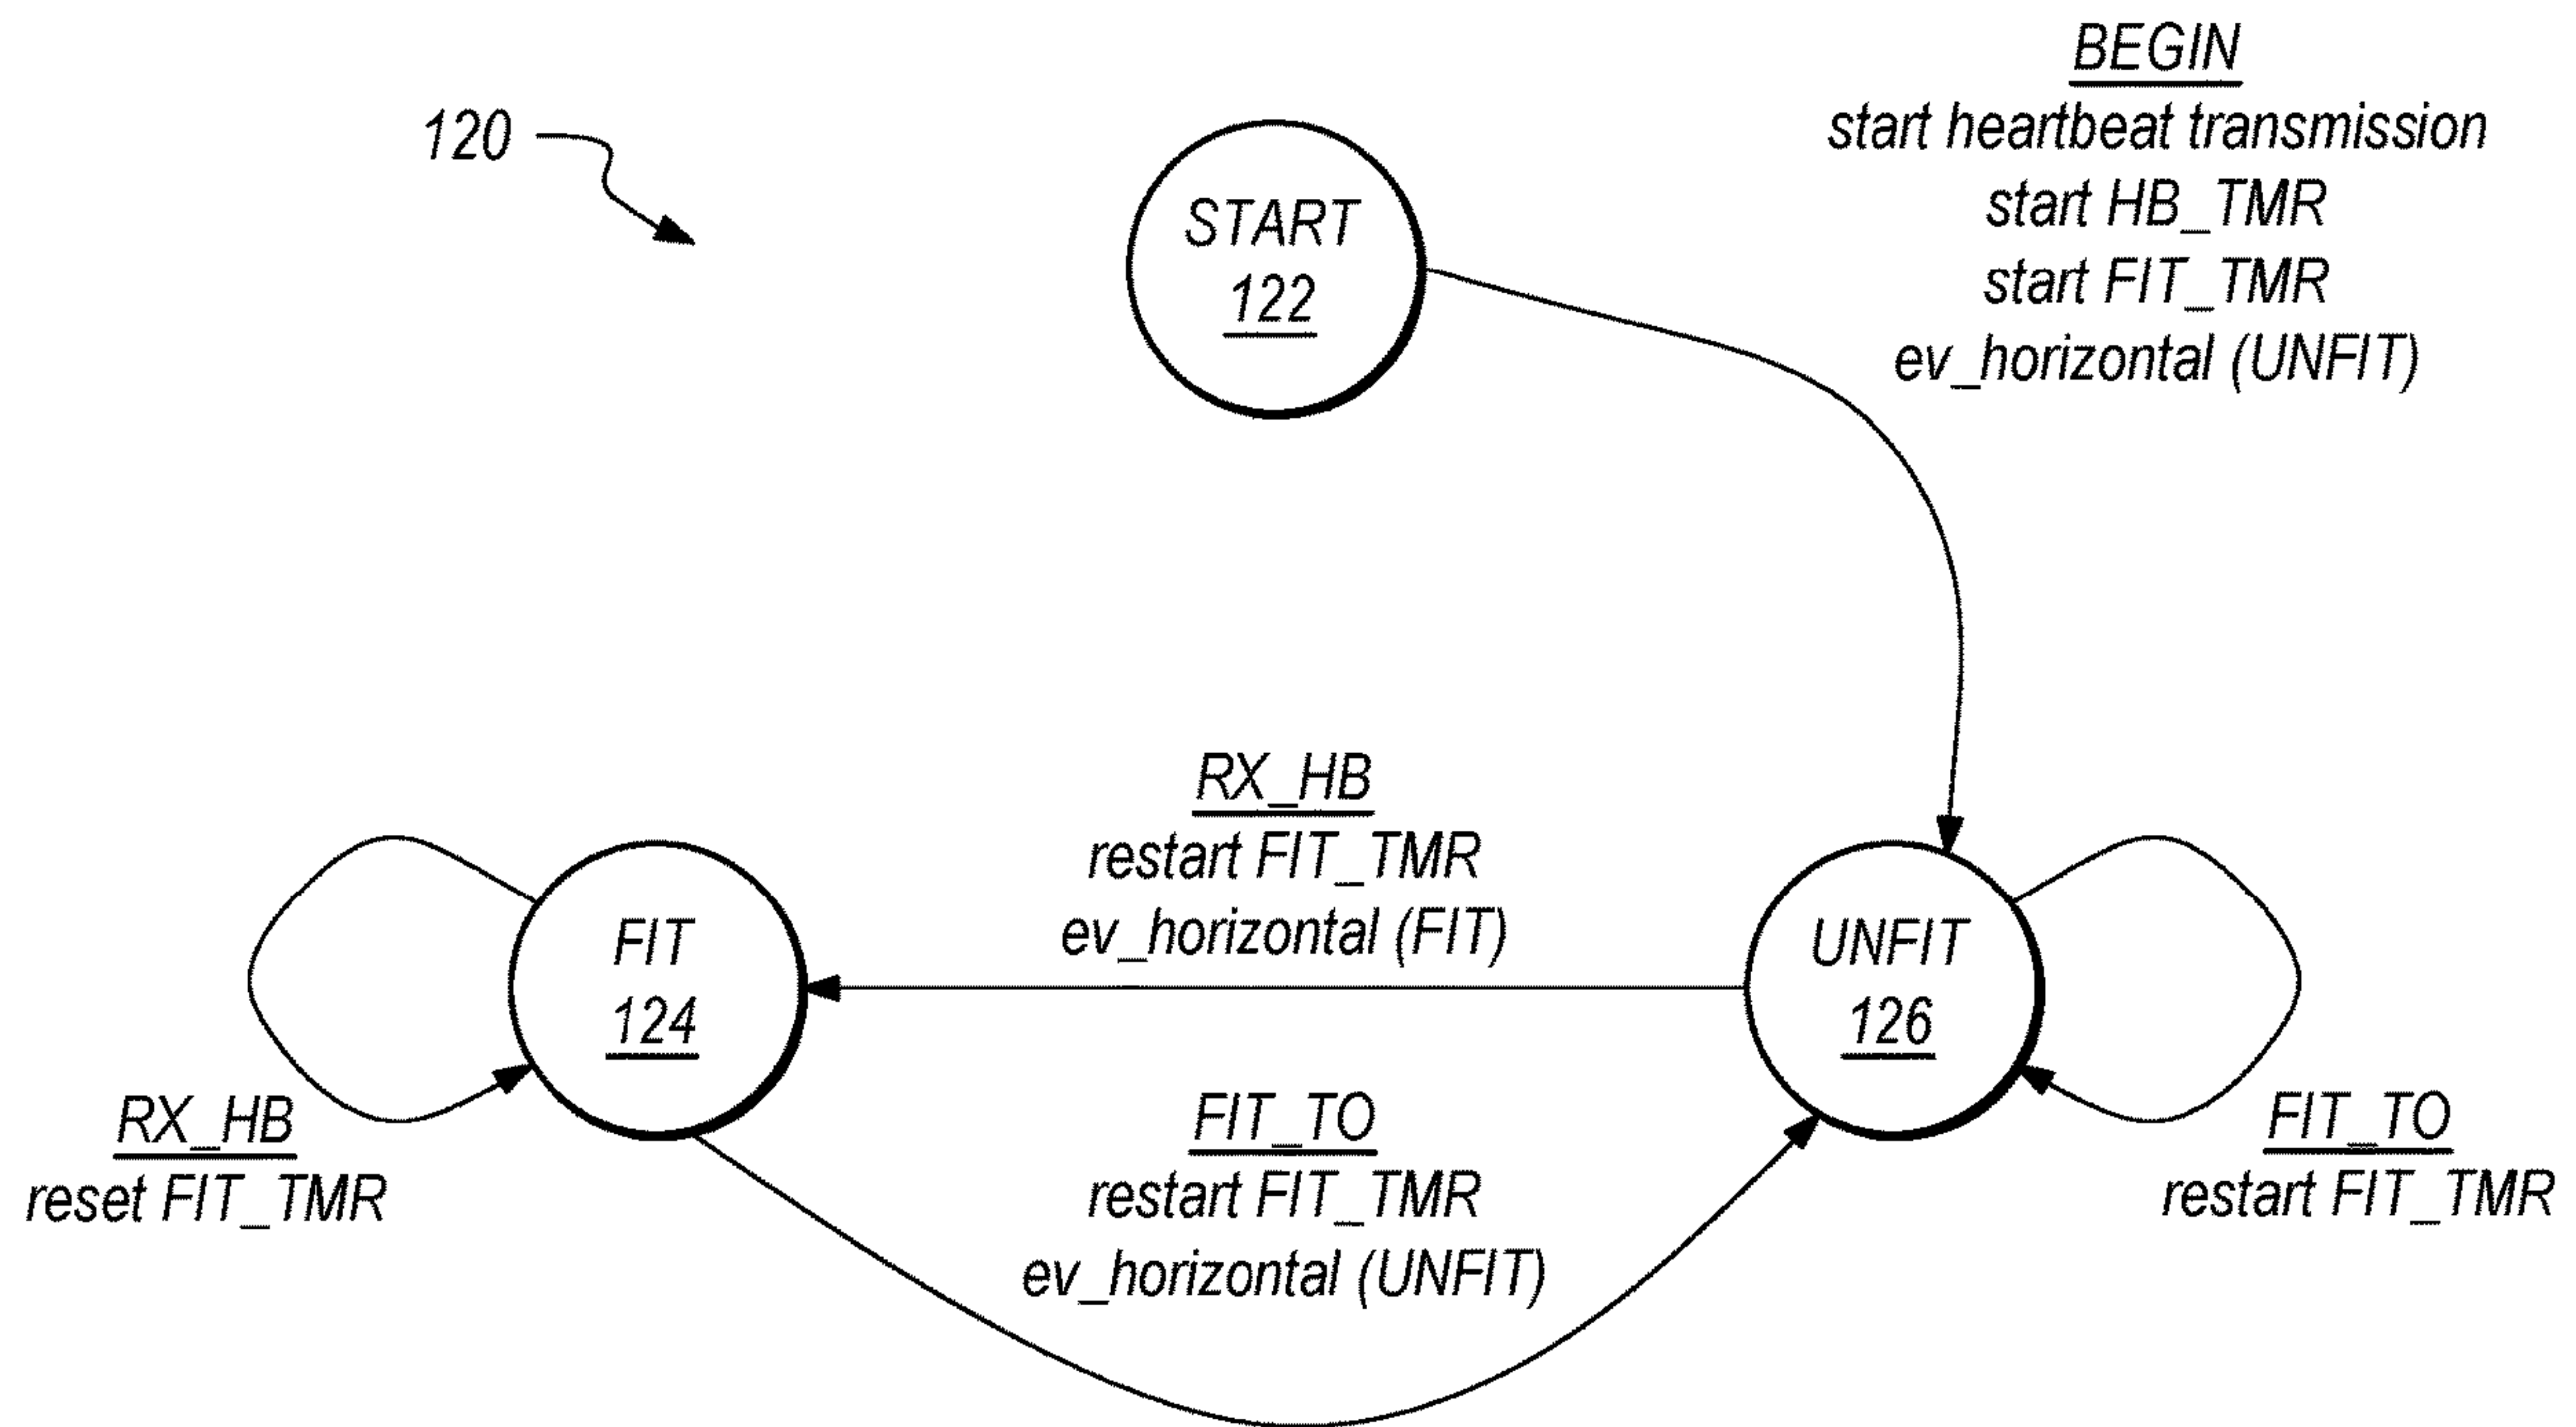 120
START
122
BEGIN
start heartbeat transmission
start HB_TMR
start FIT_TMR
ev_horizontal (UNFIT)
RX_HB
restart FIT_TMR
ev_horizontal (FIT)
FIT
124
UNFIT
126
RX_HB
reset FIT_TMR
FIT_TO
restart FIT_TMR
ev_horizontal (UNFIT)
FIT_TO
restart FIT_TMR